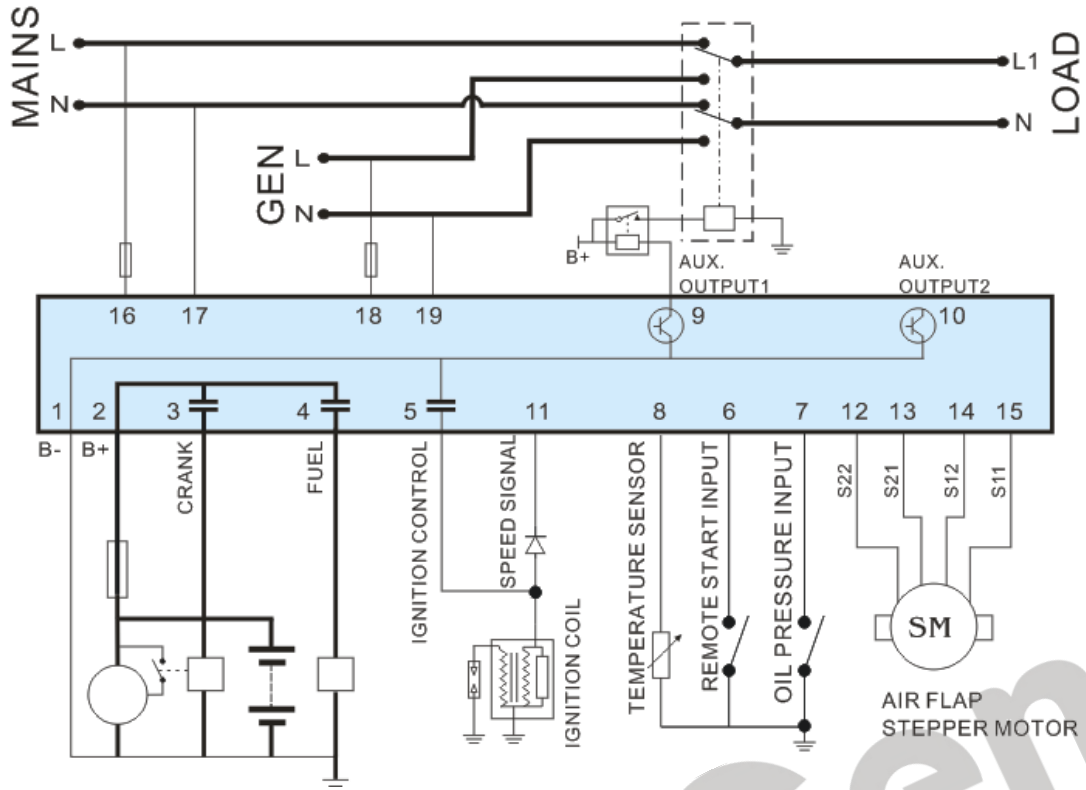 MAINS
L
N
L1
N
LOAD
GEN
L
N
B+
AUX.
OUTPUT1
AUX.
OUTPUT2
16
17
18
19
9
10
1
2
3
4
5
11
8
6
7
12
13
14
15
B-
B+
CRANK
FUEL
IGNITION CONTROL
SPEED SIGNAL
IGNITION COIL
TEMPERATURE SENSOR
REMOTE START INPUT
OIL PRESSURE INPUT
S22
S21
S12
S11
SM
AIR FLAP
STEPPER MOTOR